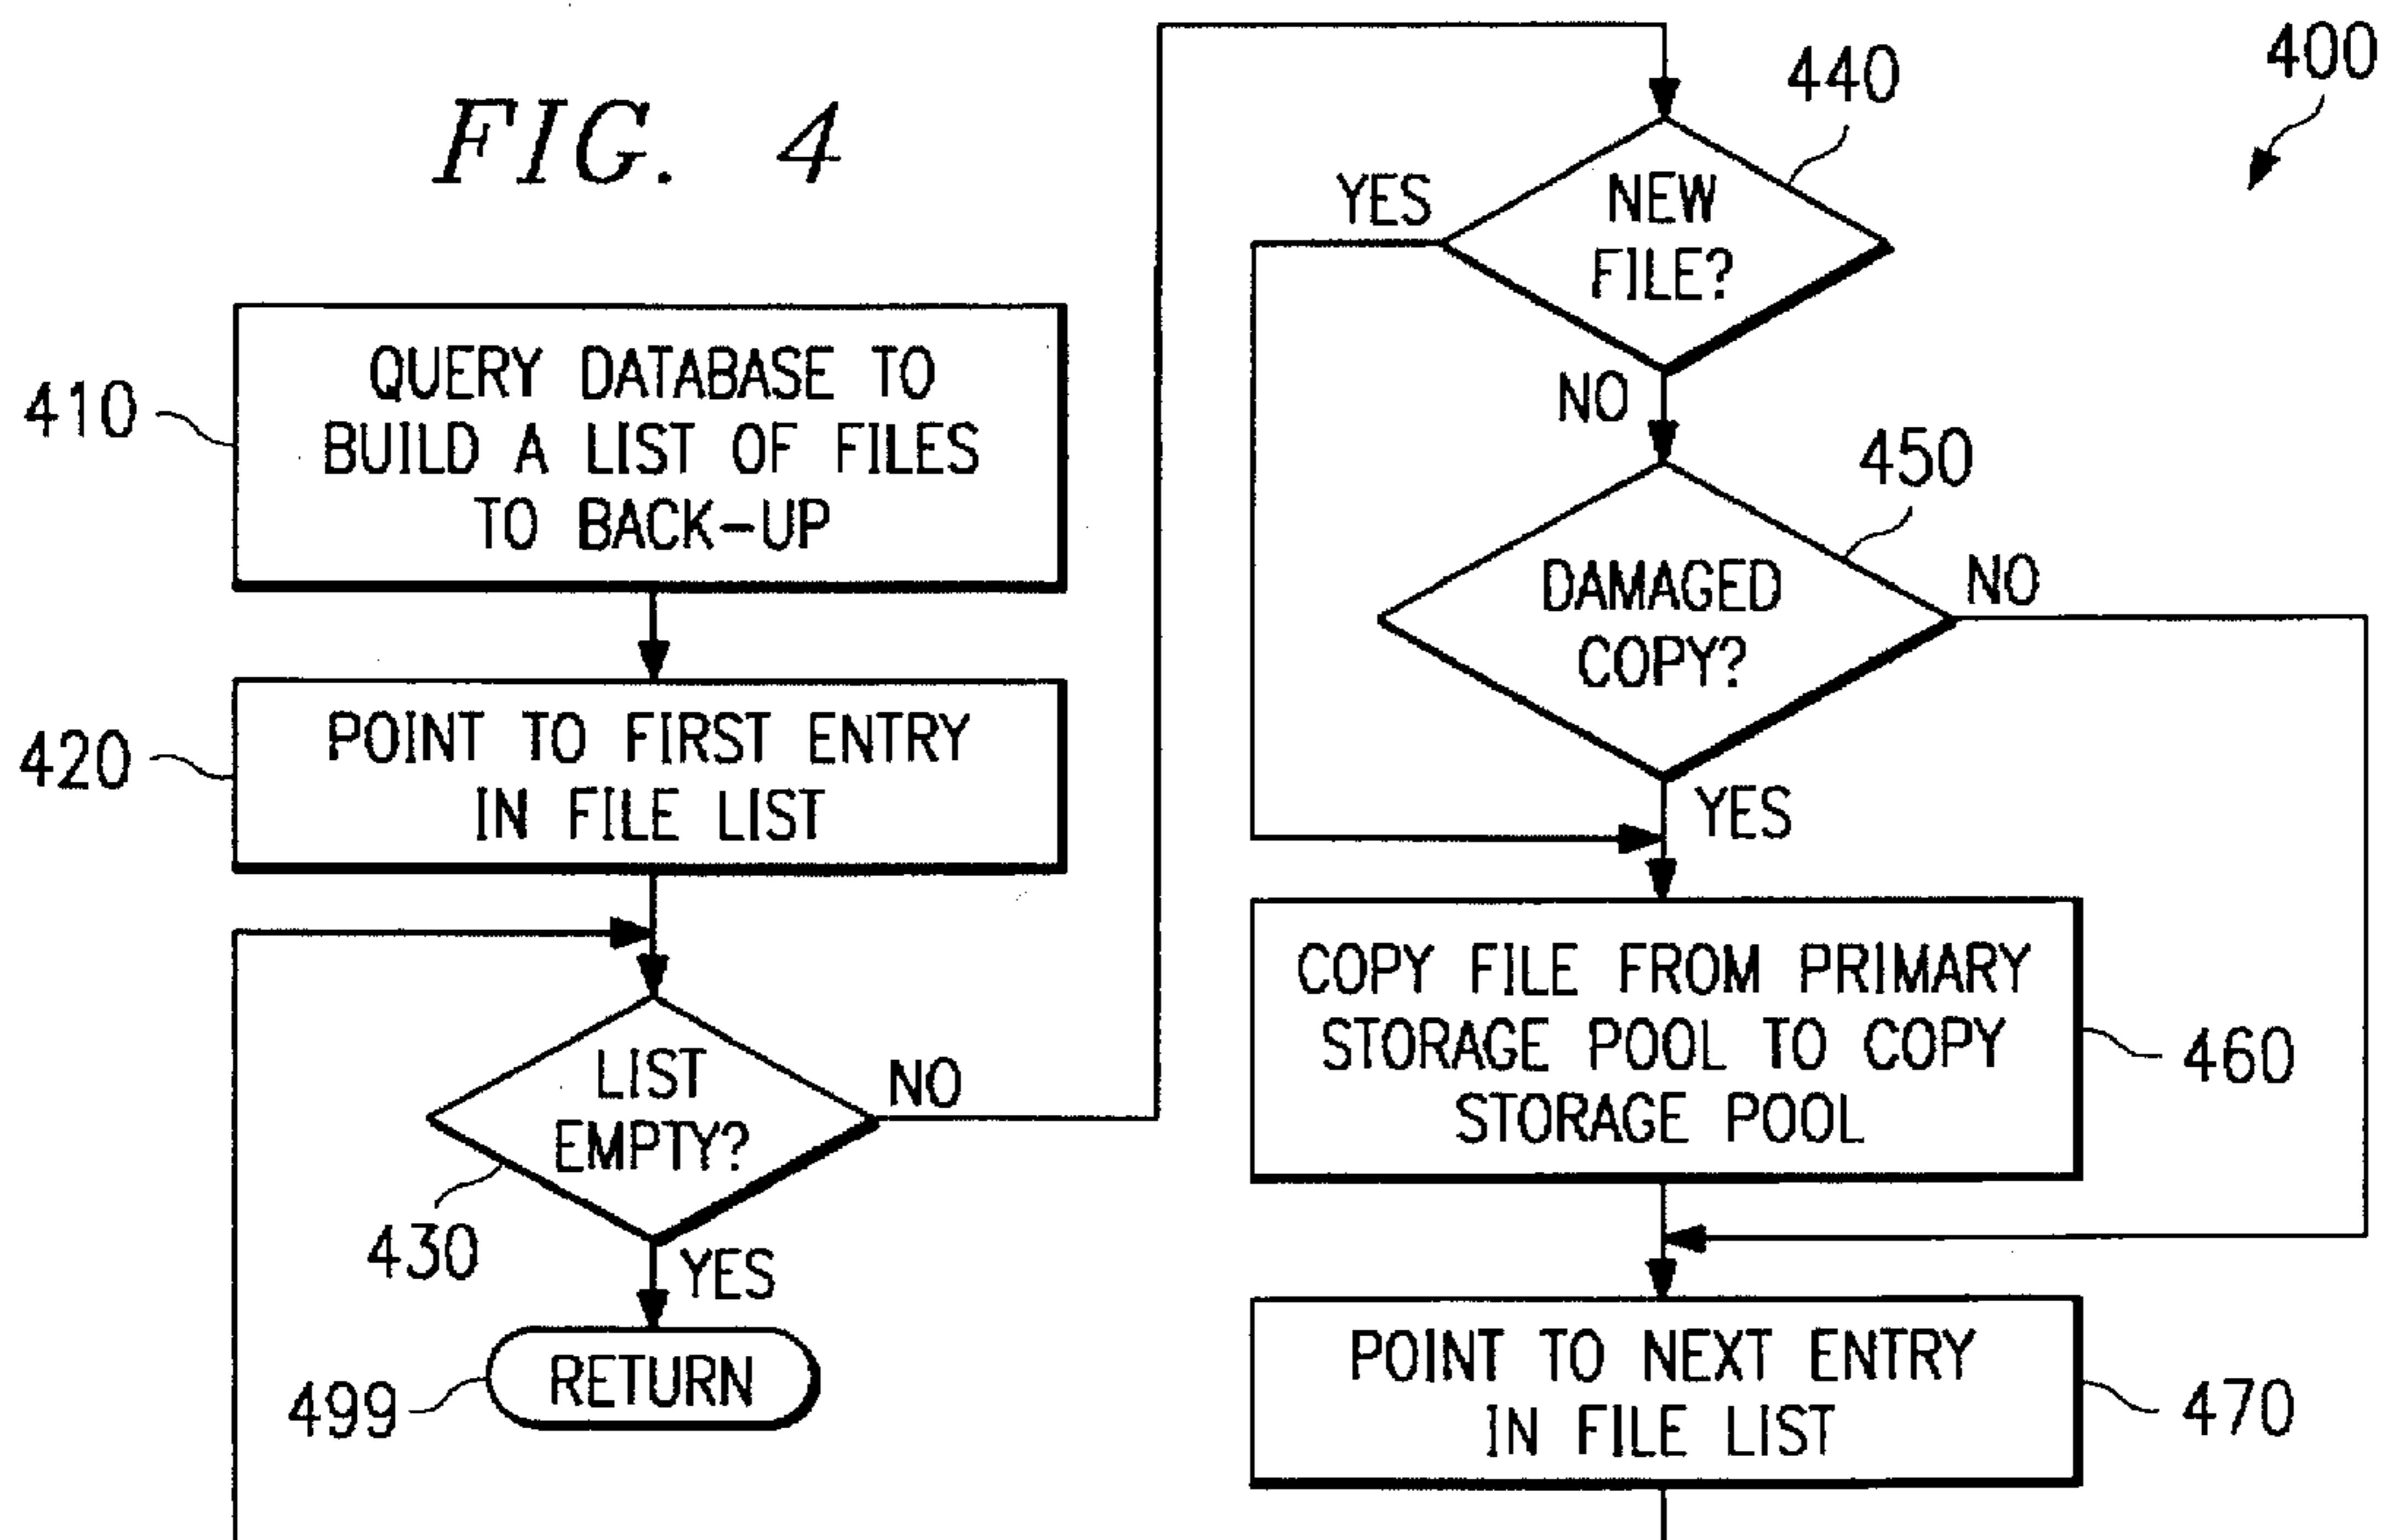 FIG. 4
400
410
QUERY DATABASE TO
BUILD A LIST OF FILES
TO BACK-UP
420
POINT TO FIRST ENTRY
IN FILE LIST
LIST
EMPTY?
NO
430
YES
RETURN
499
440
YES
NEW
FILE?
NO
450
DAMAGED
COPY?
NO
YES
COPY FILE FROM PRIMARY
STORAGE POOL TO COPY
STORAGE POOL
460
POINT TO NEXT ENTRY
IN FILE LIST
470